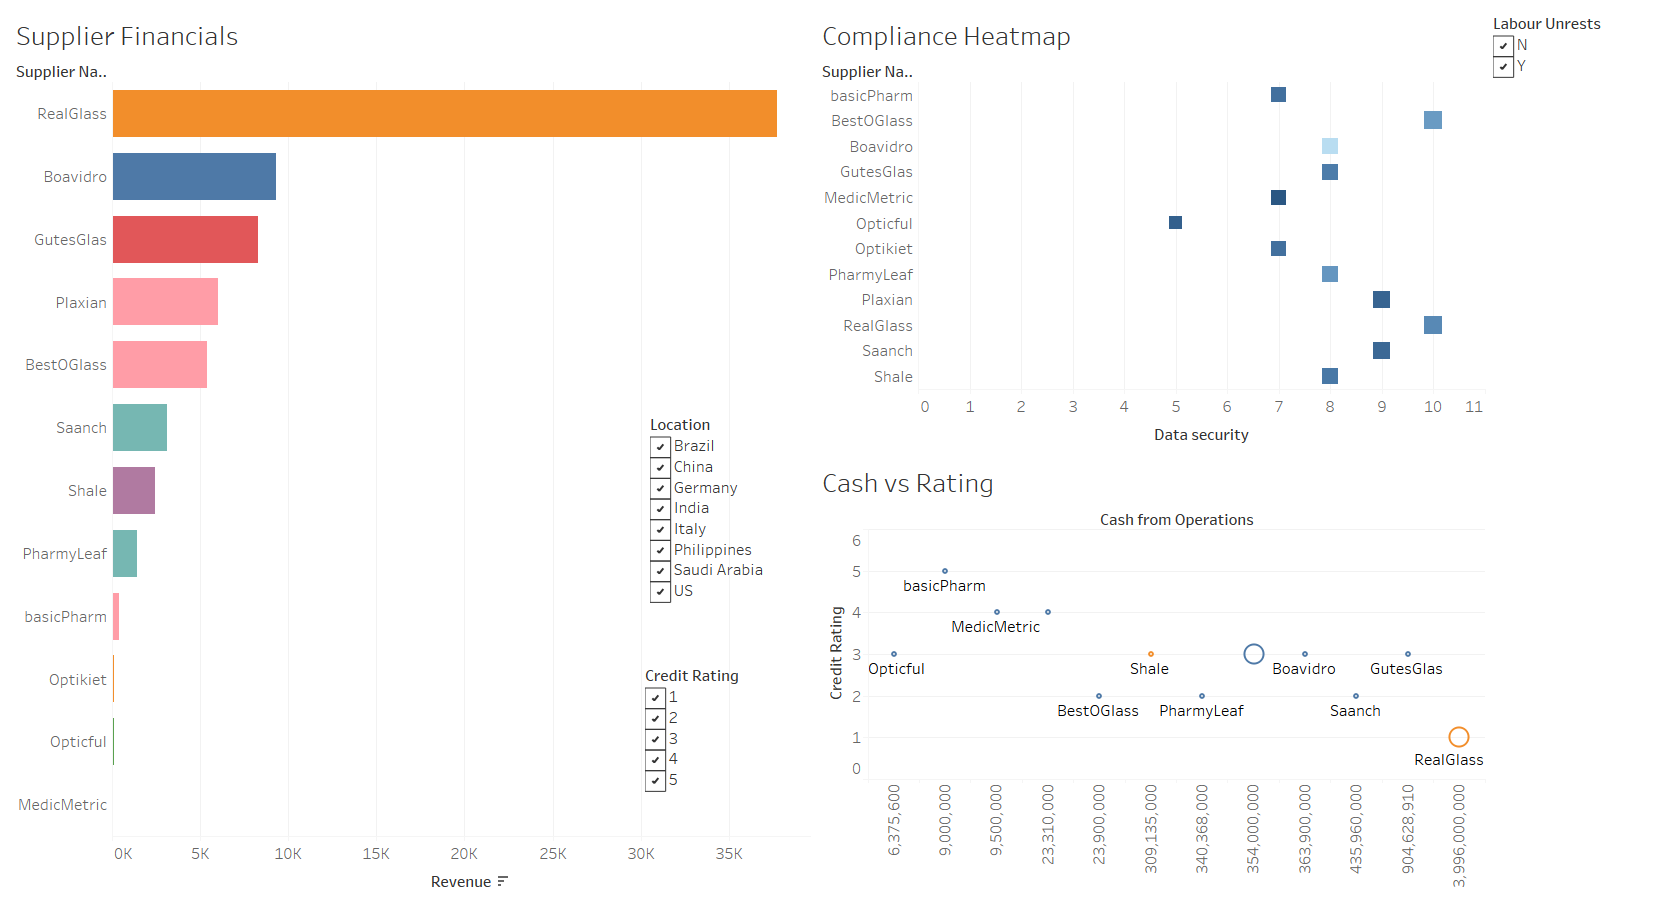 Supplier Financials
Supplier Na..
RealGlass
Boavidro
GutesGlas
Plaxian
BestOGlass
Saanch
Shale
PharmyLeaf
basicPharm
Optikiet
Opticful
MedicMetric
0K 5K 10K 15K 20K 25K 30K 35K
Revenue
Location
Brazil
China
Germany
India
Italy
Philippines
Saudi Arabia
US
Credit Rating
1
2
3
4
5
Compliance Heatmap
Supplier Na..
basicPharm
BestOGlass
Boavidro
GutesGlas
MedicMetric
Opticful
Optikiet
PharmyLeaf
Plaxian
RealGlass
Saanch
Shale
0 1 2 3 4 5 6 7 8 9 10 11
Data security
Labour Unrests
N
Y
Cash vs Rating
Cash from Operations
Credit Rating
6
5
4
3
2
1
0
basicPharm
MedicMetric
Opticful Shale Boavidro GutesGlas
BestOGlass PharmyLeaf Saanch
RealGlass
6,375,600
9,000,000
9,500,000
23,310,000
23,900,000
309,135,000
340,368,000
354,000,000
363,900,000
435,960,000
904,628,910
3,996,000,000